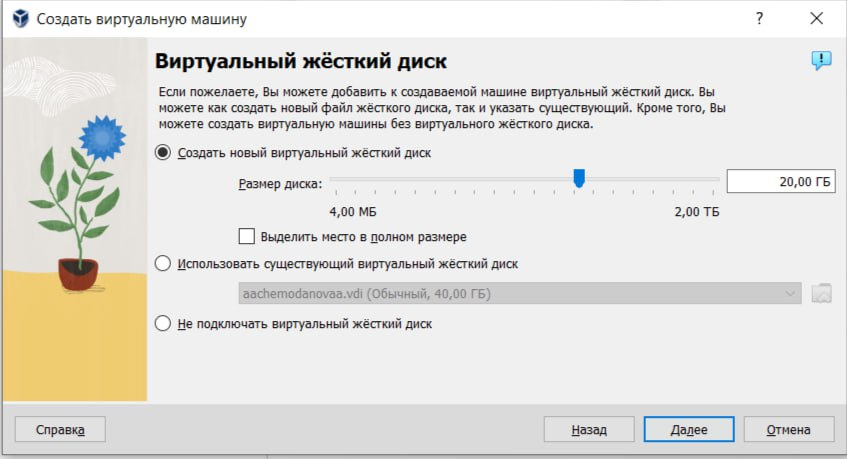 Создать виртуальную машину
Виртуальный жёсткий диск
Если пожелаете, Вы можете добавить к создаваемой машине виртуальный жёсткий диск. Вы
можете как создать новый файл жёсткого диска, так и указать существующий. Кроме того, Вы
можете создать виртуальную машины без виртуального жёсткого диска.
Создать новый виртуальный жёсткий диск
Размер диска:
20,00 ГБ
4,00 МБ
2,00 ТБ
Выделить место в полном размере
Использовать существующий виртуальный жёсткий диск
aachemodanovaa.vdi (Обычный, 40,00 ГБ)
Не подключать виртуальный жёсткий диск
Справка
Назад
Далее
Отмена